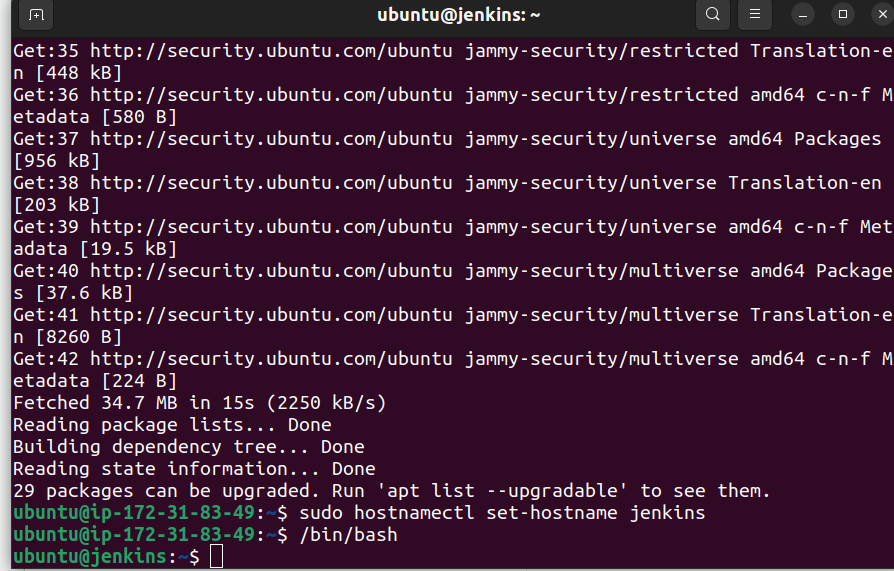 ubuntu@jenkins: ~
Get:35 http://security.ubuntu.com/ubuntu jammy-security/restricted Translation-e
n [448 kB]
Get:36 http://security.ubuntu.com/ubuntu jammy-security/restricted amd64 c-n-f M
etadata [580 B]
Get:37 http://security.ubuntu.com/ubuntu jammy-security/universe amd64 Packages
[956 kB]
Get:38 http://security.ubuntu.com/ubuntu jammy-security/universe Translation-en
[203 kB]
Get:39 http://security.ubuntu.com/ubuntu jammy-security/universe amd64 c-n-f Met
adata [19.5 kB]
Get:40 http://security.ubuntu.com/ubuntu jammy-security/multiverse amd64 Package
s [37.6 kB]
Get:41 http://security.ubuntu.com/ubuntu jammy-security/multiverse Translation-e
n [8260 B]
Get:42 http://security.ubuntu.com/ubuntu jammy-security/multiverse amd64 c-n-f M
etadata [224 B]
Fetched 34.7 MB in 15s (2250 kB/s)
Reading package lists... Done
Building dependency tree... Done
Reading state information... Done
29 packages can be upgraded. Run 'apt list --upgradable' to see them.
ubuntu@ip-172-31-83-49:~$ sudo hostnamectl set-hostname jenkins
ubuntu@ip-172-31-83-49:~$ /bin/bash
ubuntu@jenkins:~$